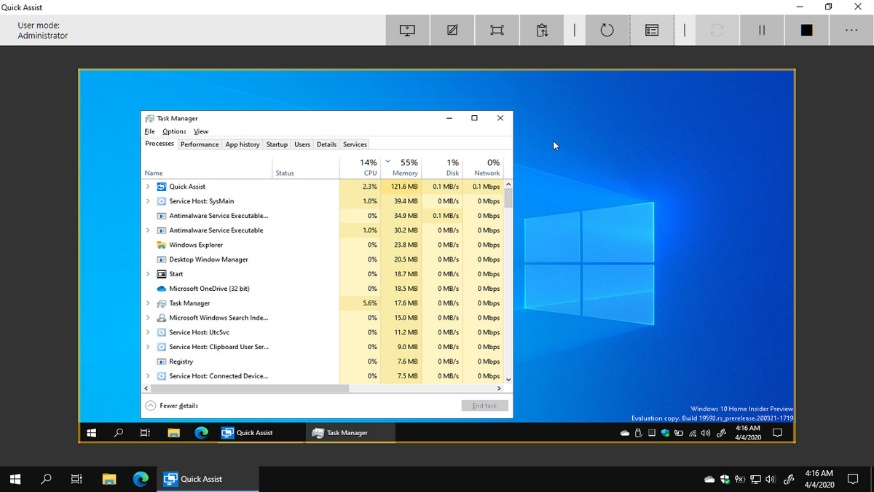 Quick Assist
User mode:
Administrator
Task Manager
File Options View
Processes Performance App history Startup Users Details Services
14% 55% 1% 0%
Name Status CPU Memory Disk Network
Quick Assist 2.3% 121.6 MB 0.1 MB/s 0.1 Mbps
Service Host: SysMain 1.0% 39.4 MB 0 MB/s 0 Mbps
Antimalware Service Executable... 0% 34.9 MB 0.1 MB/s 0 Mbps
Antimalware Service Executable 1.0% 30.2 MB 0 MB/s 0 Mbps
Windows Explorer 0% 23.8 MB 0 MB/s 0 Mbps
Desktop Window Manager 0% 20.5 MB 0 MB/s 0 Mbps
Start 0% 18.7 MB 0 MB/s 0 Mbps
Microsoft OneDrive (32 bit) 0% 18.5 MB 0 MB/s 0 Mbps
Task Manager 5.6% 17.6 MB 0 MB/s 0 Mbps
Microsoft Windows Search Inde... 0% 15.0 MB 0 MB/s 0 Mbps
Service Host: UtcSvc 0% 11.2 MB 0 MB/s 0 Mbps
Service Host: Clipboard User Ser... 0% 9.0 MB 0 MB/s 0 Mbps
Registry 0% 7.6 MB 0 MB/s 0 Mbps
Service Host: Connected Device... 0% 7.5 MB 0 MB/s 0 Mbps
Fewer details End task
Windows 10 Home Insider Preview
Evaluation copy. Build 19592.rs_prerelease.200321-1719
Quick Assist Task Manager 4:16 AM
4/4/2020
Quick Assist 4:16 AM
4/4/2020